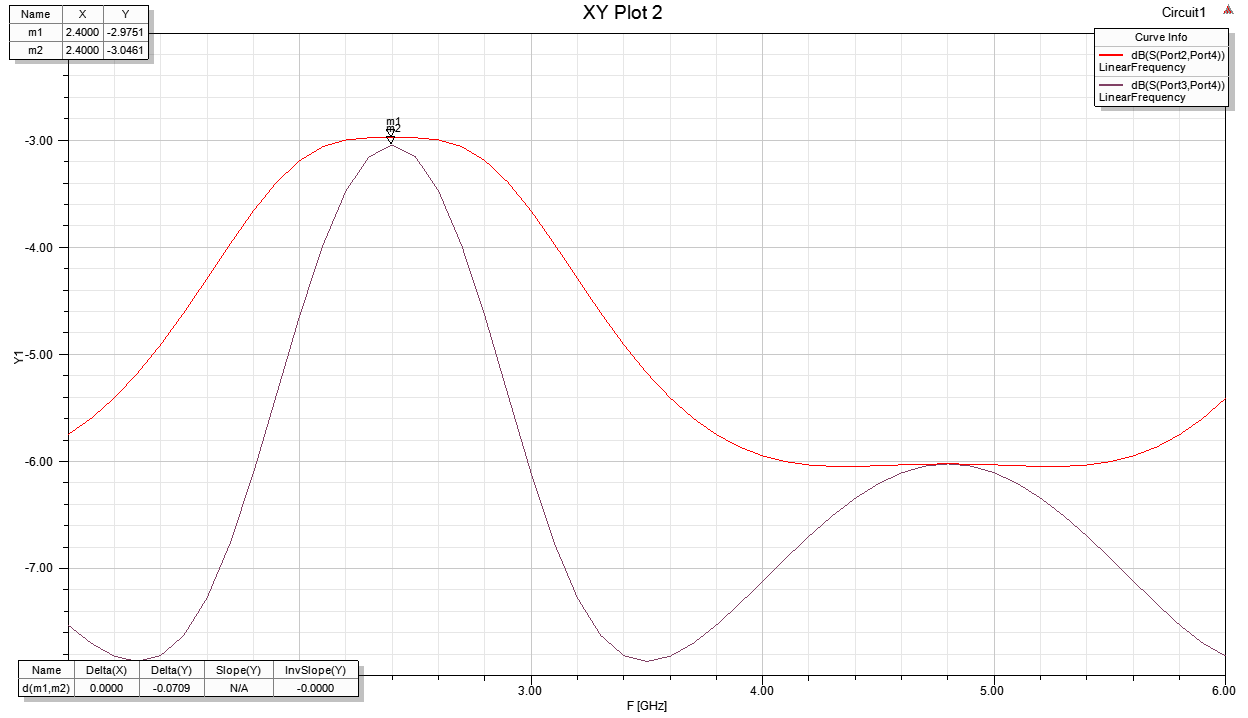 XY Plot 2
Circuit1
Name X Y
m1 2.4000 -2.9751
m2 2.4000 -3.0461
Curve Info
dB(S(Port2,Port4))
LinearFrequency
dB(S(Port3,Port4))
LinearFrequency
m1
m2
-3.00
-4.00
-5.00
-6.00
-7.00
Y1
Name Delta(X) Delta(Y) Slope(Y) InvSlope(Y)
d(m1,m2) 0.0000 -0.0709 N/A -0.0000
3.00 4.00 5.00 6.00
F [GHz]